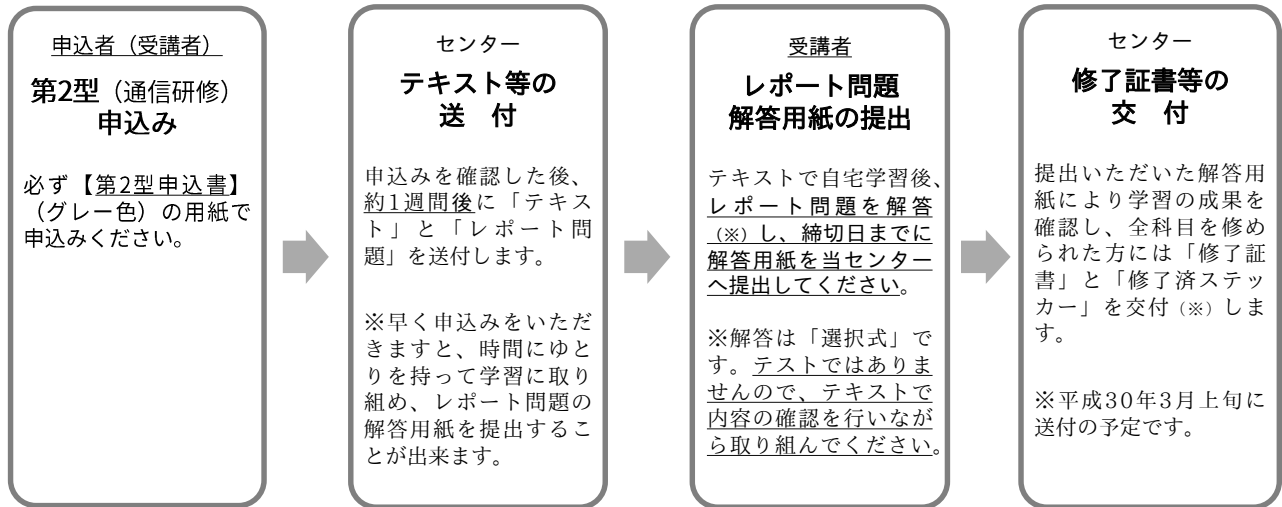 申込者（受講者）
第2型（通信研修）
申込み
必ず【第2型申込書】
（グレー色）の用紙で
申込みください。
センター
テキスト等の
送　付
申込みを確認した後、
約1週間後に「テキス
ト」と「レポート問
題」を送付します。
※早く申込みをいただ
きますと、時間にゆと
りを持って学習に取り
組め、レポート問題の
解答用紙を提出するこ
とが出来ます。
受講者
レポート問題
解答用紙の提出
テキストで自宅学習後、
レポート問題を解答
（※）し、締切日までに
解答用紙を当センター
へ提出してください。
※解答は「選択式」で
す。テストではありま
せんので、テキストで
内容の確認を行いなが
ら取り組んでください。
センター
修了証書等の
交　付
提出いただいた解答用
紙により学習の成果を
確認し、全科目を修め
られた方には「修了証
書」と「修了済ステッ
カー」を交付（※）しま
す。
※平成30年3月上旬に
送付の予定です。